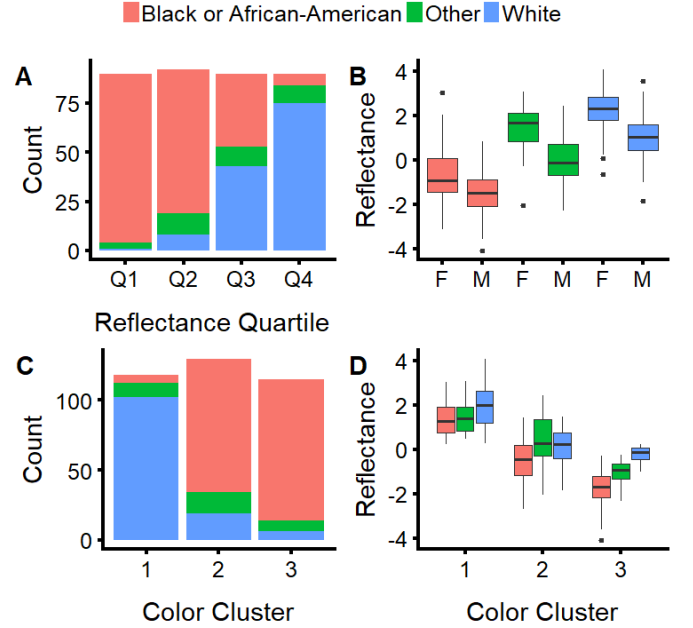 Black or African-American Other White
A
Count
75
50
25
0
Q1 Q2 Q3 Q4
Reflectance Quartile
B
Reflectance
4
2
0
-2
-4
F M F M F M
C
Count
100
50
0
1 2 3
Color Cluster
D
Reflectance
4
2
0
-2
-4
1 2 3
Color Cluster